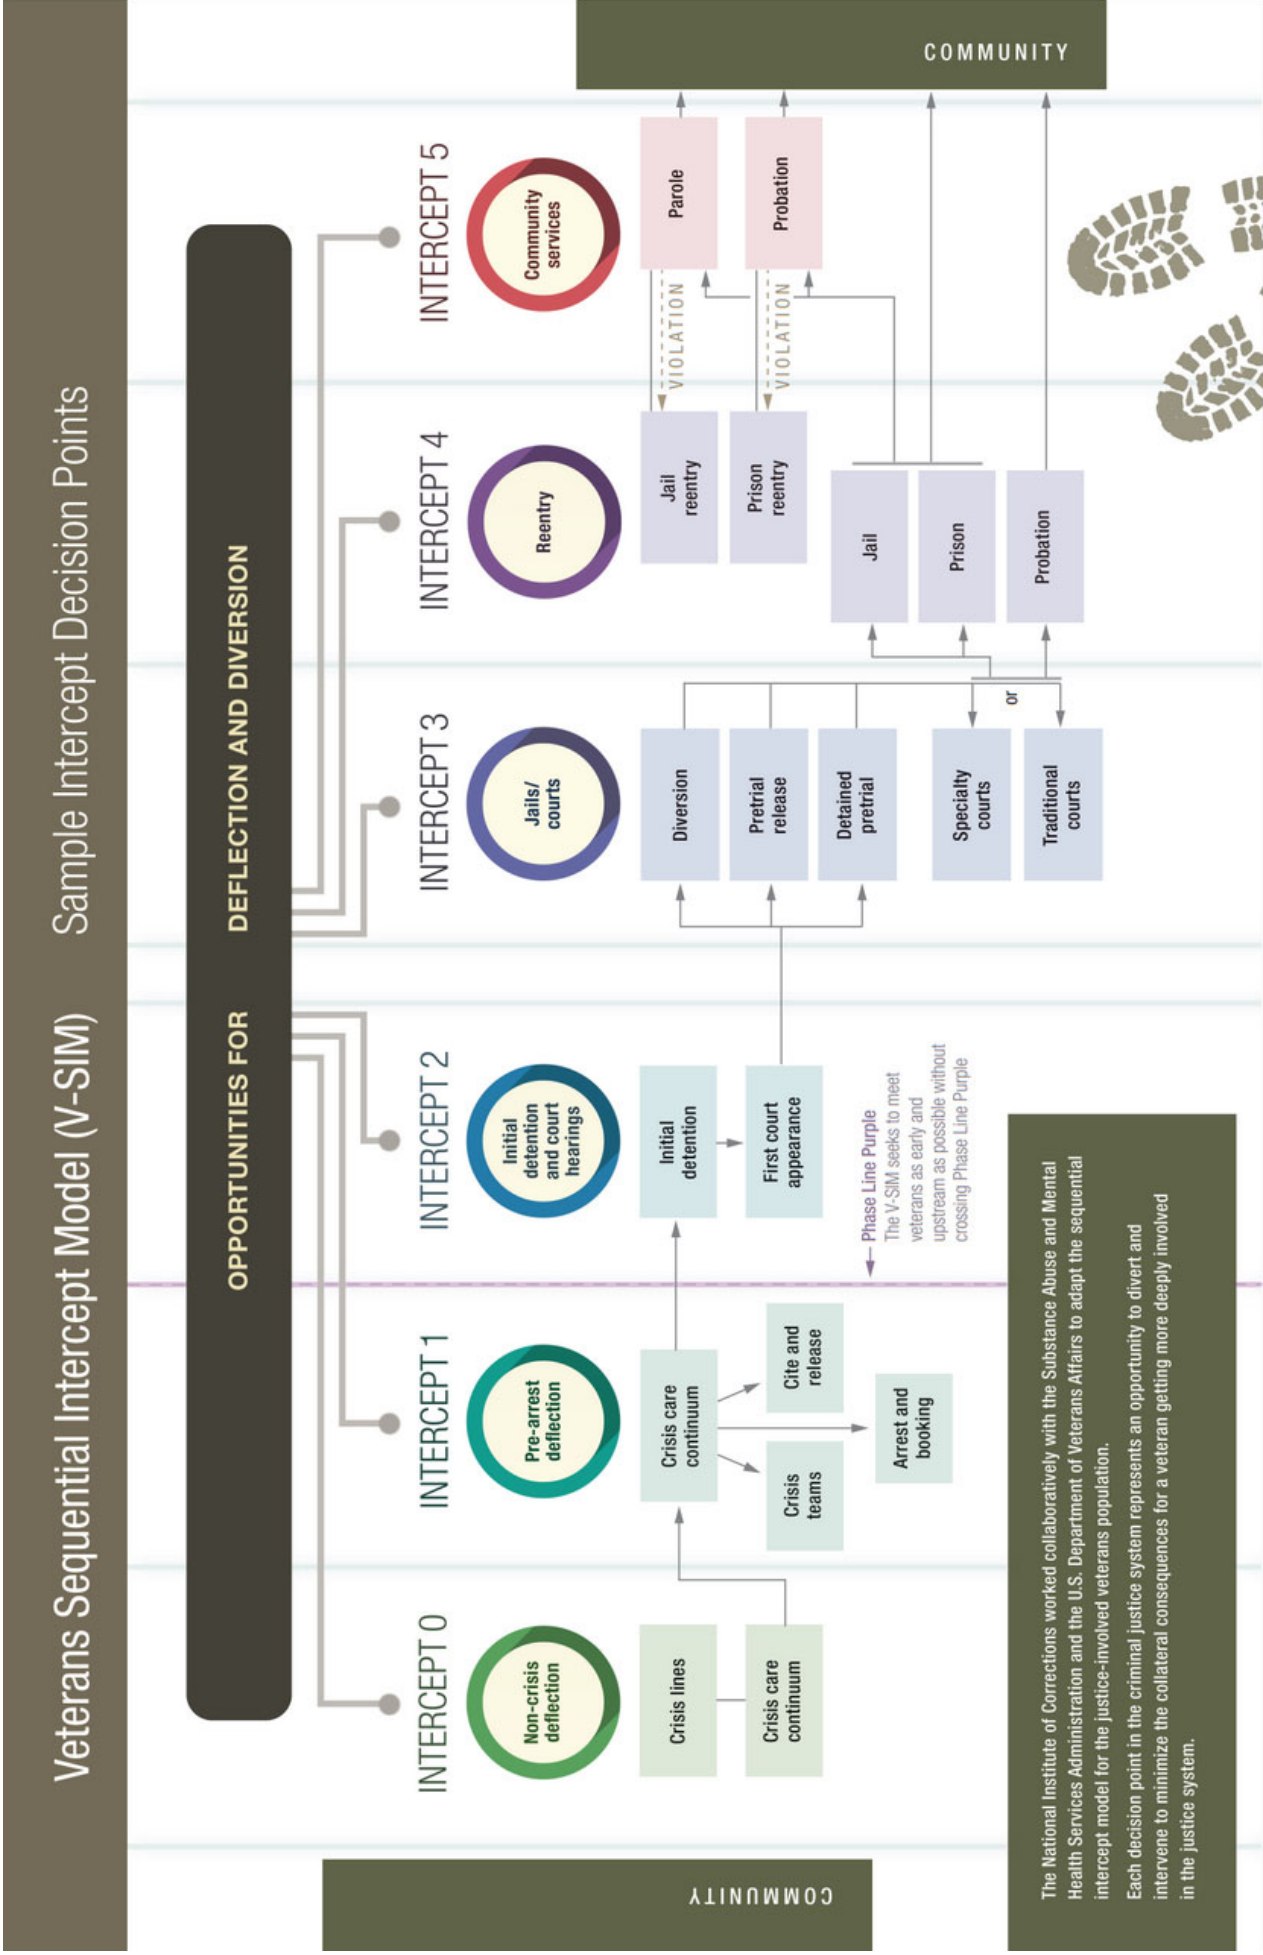 Veterans Sequential Intercept Model (V-SIM) Sample Intercept Decision Points
OPPORTUNITIES FOR DEFLECTION AND DIVERSION
COMMUNITY
INTERCEPT 0
Non-crisis
deflection
Crisis lines
Crisis care
continuum
INTERCEPT 1
Pre-arrest
deflection
Crisis care
continuum
Crisis
teams
Cite and
release
Arrest and
booking
INTERCEPT 2
Initial
detention
and court
hearings
Initial
detention
First court
appearance
Phase Line Purple
The V-SIM seeks to meet
veterans as early and
upstream as possible without
crossing Phase Line Purple
INTERCEPT 3
Jails/
courts
Diversion
Pretrial
release
Detained
pretrial
Specialty
courts
or
Traditional
courts
INTERCEPT 4
Reentry
Jail
reentry
Prison
reentry
Jail
Prison
Probation
INTERCEPT 5
Community
services
Parole
VIOLATION
Probation
VIOLATION
COMMUNITY
The National Institute of Corrections worked collaboratively with the Substance Abuse and Mental
Health Services Administration and the U.S. Department of Veterans Affairs to adapt the sequential
intercept model for the justice-involved veterans population.
Each decision point in the criminal justice system represents an opportunity to divert and
intervene to minimize the collateral consequences for a veteran getting more deeply involved
in the justice system.